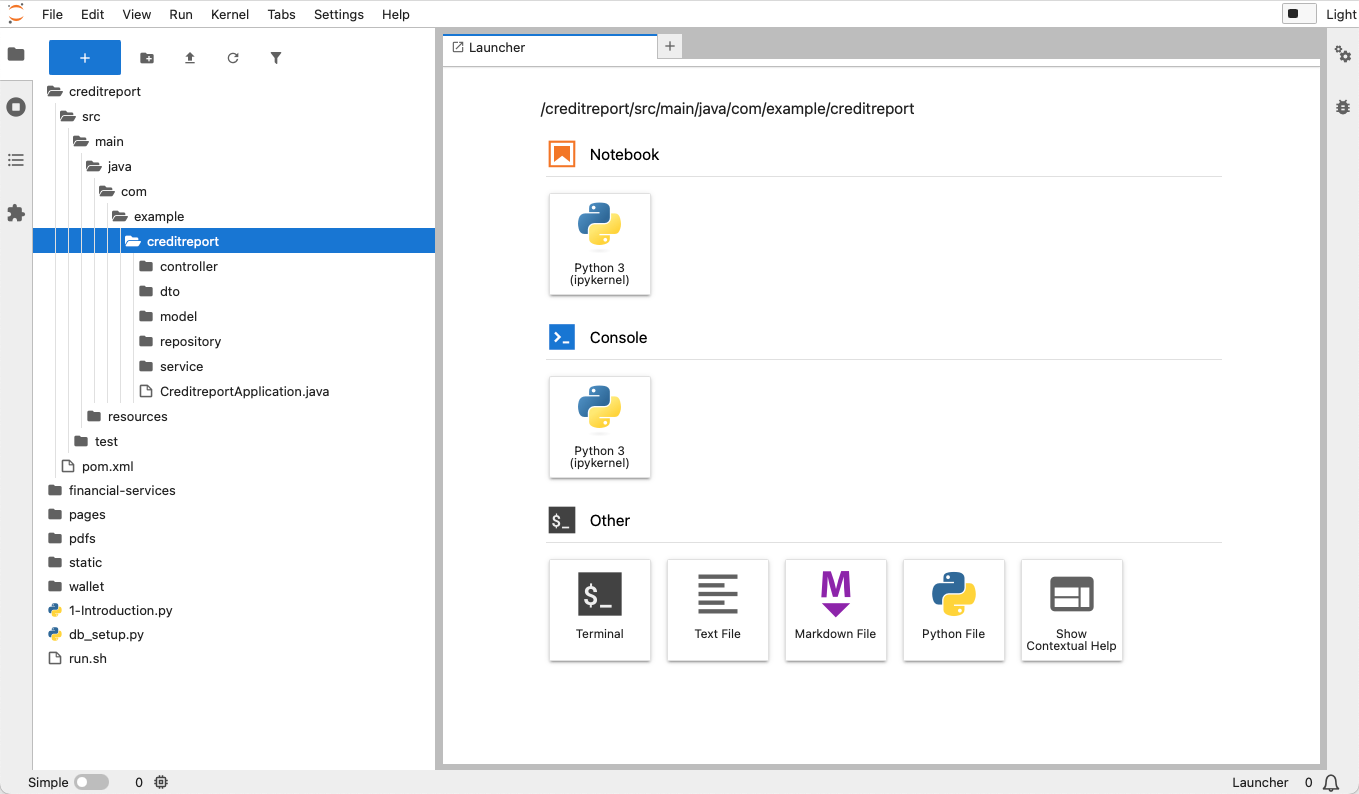 File Edit View Run Kernel Tabs Settings Help Light
Launcher
creditreport
src
main
java
com
example
creditreport
controller
dto
model
repository
service
CreditreportApplication.java
resources
test
pom.xml
financial-services
pages
pdfs
static
wallet
1-Introduction.py
db_setup.py
run.sh
/creditreport/src/main/java/com/example/creditreport
Notebook
Python 3
(ipykernel)
Console
Python 3
(ipykernel)
$_ Other
$_
Terminal
Text File
M
Markdown File
Python File
Show
Contextual Help
Simple 0 Launcher 0